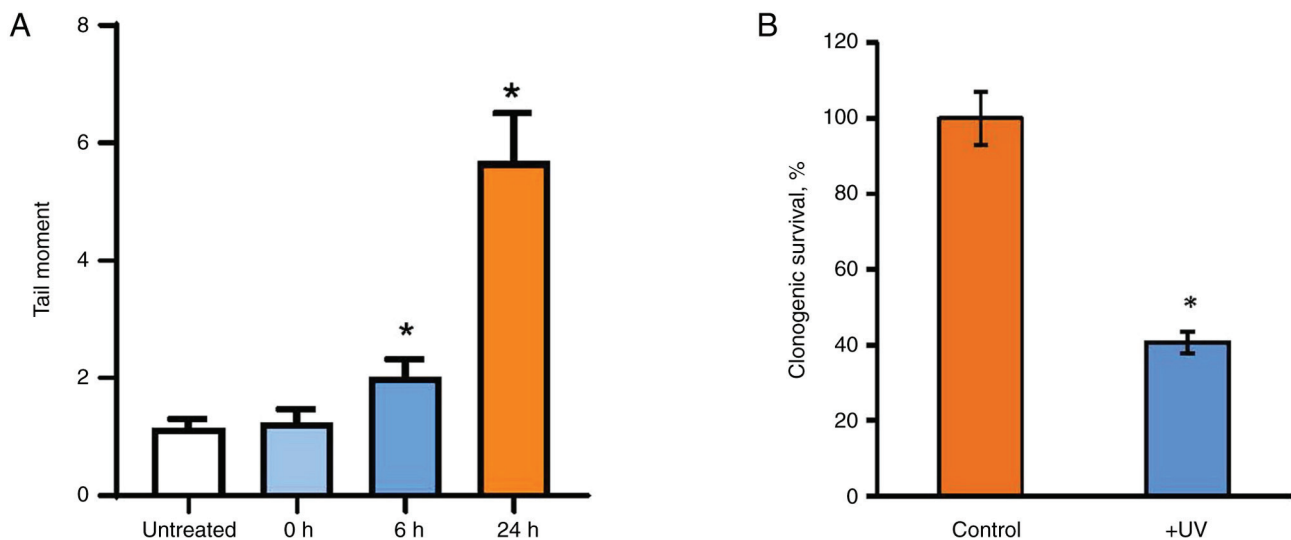 A
Tail moment
8
6
4
2
0
*
*
Untreated
0 h
6 h
24 h
B
Clonogenic survival, %
120
100
80
60
40
20
0
*
Control
+UV